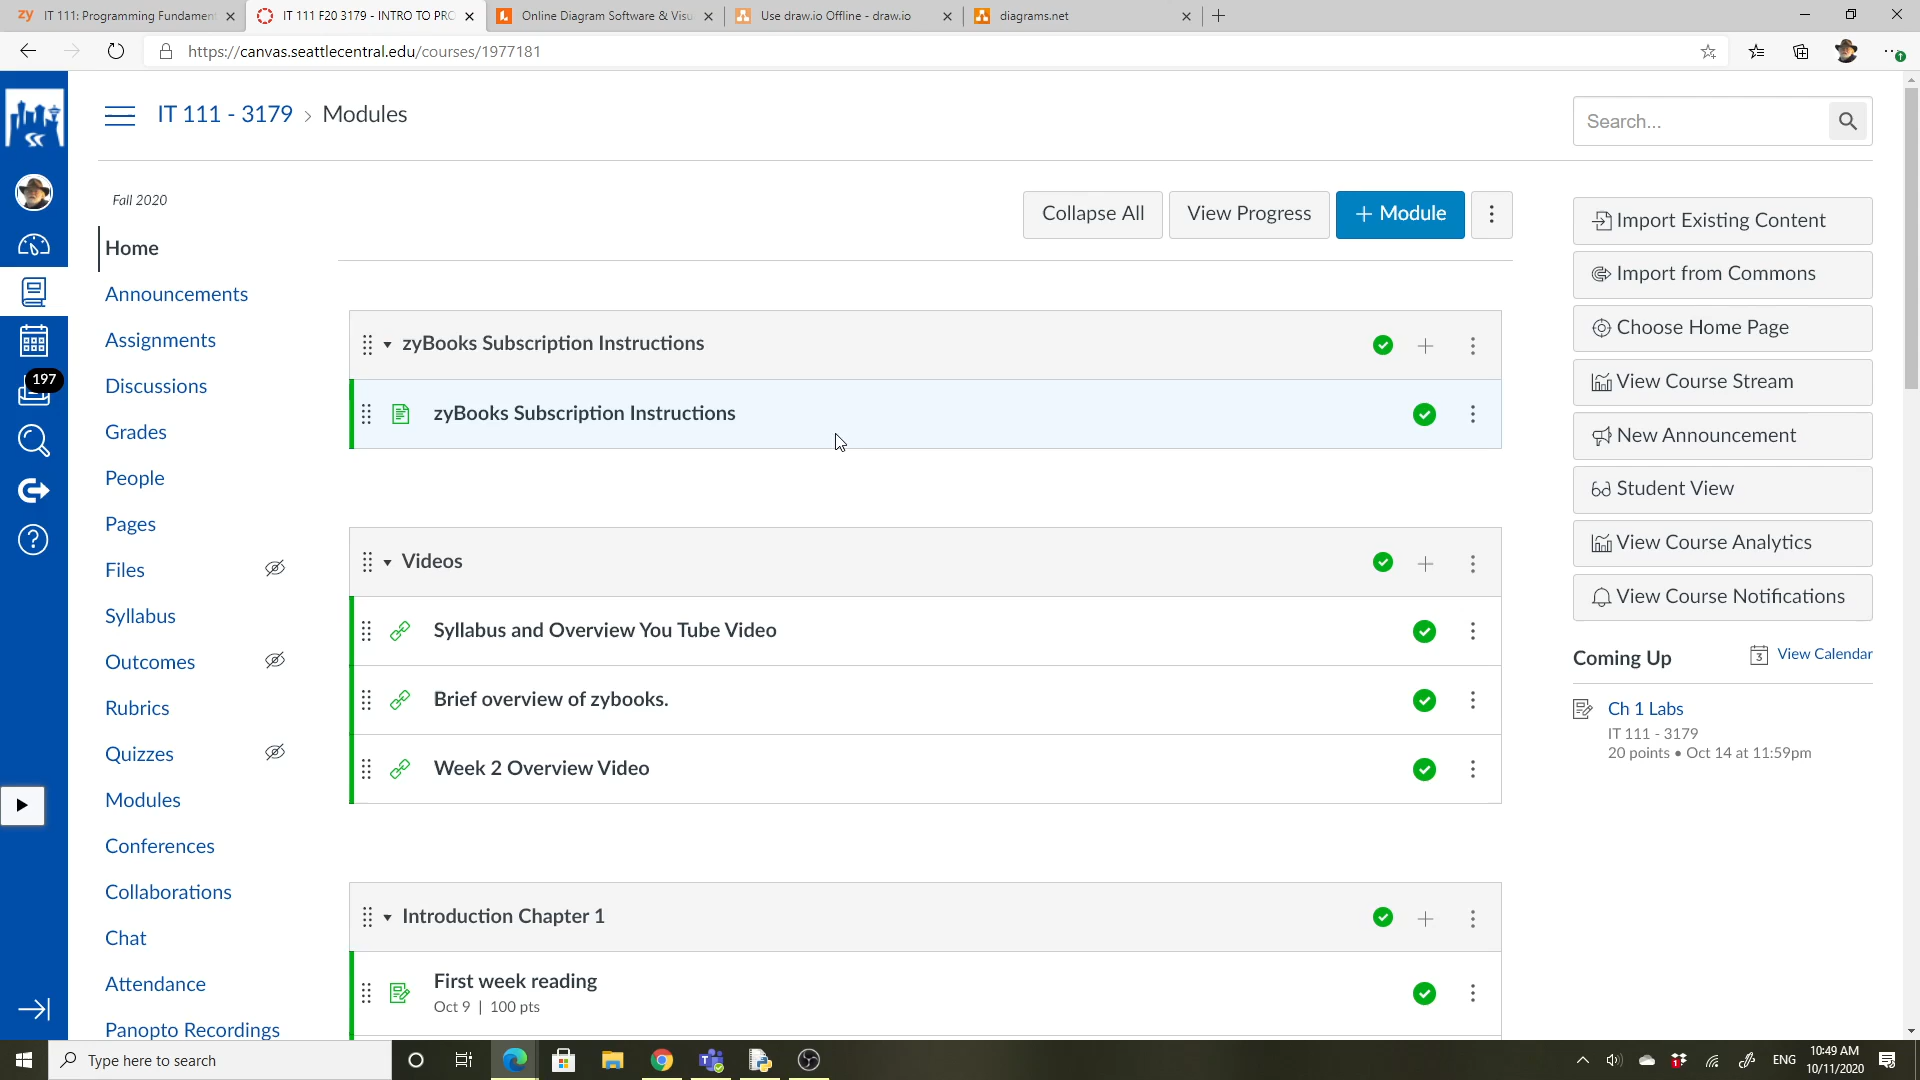 zy IT 111: Programming Fundament
IT 111 F20 3179 - INTRO TO PRO
Online Diagram Software & Visu
Use draw.io Offline - draw.io
diagrams.net
https://canvas.seattlecentral.edu/courses/1977181
IT 111 - 3179 > Modules
Search...
Fall 2020
Collapse All
View Progress
+ Module
Home
Announcements
Assignments
Discussions
Grades
People
Pages
Files
Syllabus
Outcomes
Rubrics
Quizzes
Modules
Conferences
Collaborations
Chat
Attendance
Panopto Recordings
197
zyBooks Subscription Instructions
zyBooks Subscription Instructions
Videos
Syllabus and Overview You Tube Video
Brief overview of zybooks.
Week 2 Overview Video
Introduction Chapter 1
First week reading
Oct 9 | 100 pts
Import Existing Content
Import from Commons
Choose Home Page
View Course Stream
New Announcement
Student View
View Course Analytics
View Course Notifications
Coming Up
3 View Calendar
Ch 1 Labs
IT 111 - 3179
20 points • Oct 14 at 11:59pm
Type here to search
ENG
10:49 AM
10/11/2020